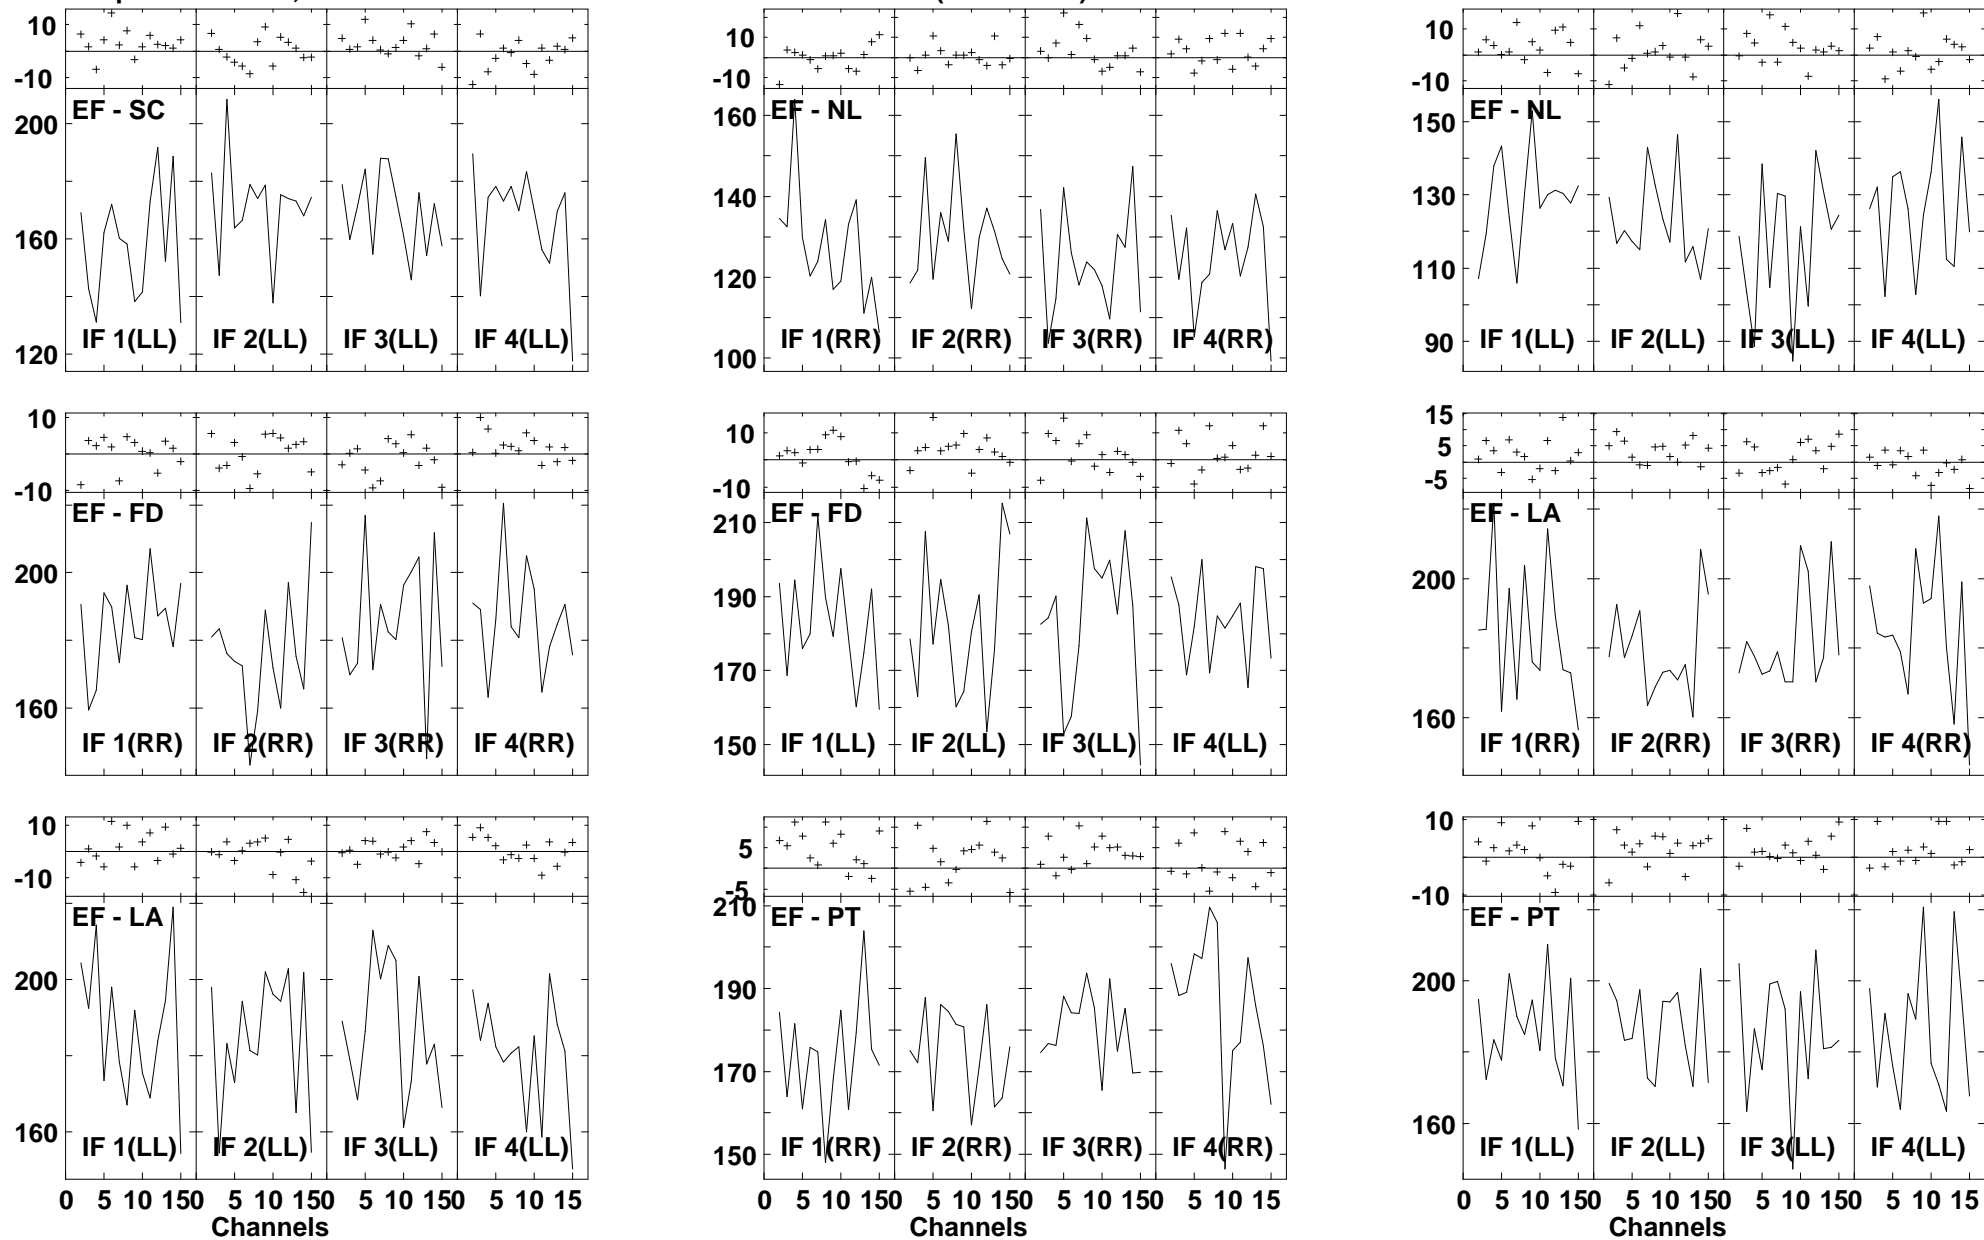 10 10 10
-10 -10 -10
EF - SC EF - NL EF - NL
200 160 150
160 140 130
120 120 110
100 90
IF 1(LL) IF 2(LL) IF 3(LL) IF 4(LL) IF 1(RR) IF 2(RR) IF 3(RR) IF 4(RR) IF 1(LL) IF 2(LL) IF 3(LL) IF 4(LL)
10 10 15
5
-10 -10 -5
EF - FD EF - FD EF - LA
200 210 200
190
160 170 160
150
IF 1(RR) IF 2(RR) IF 3(RR) IF 4(RR) IF 1(LL) IF 2(LL) IF 3(LL) IF 4(LL) IF 1(RR) IF 2(RR) IF 3(RR) IF 4(RR)
10 5 10
-10 -5 -10
EF - LA EF - PT EF - PT
200 210 200
190
160 170 160
150
IF 1(LL) IF 2(LL) IF 3(LL) IF 4(LL) IF 1(RR) IF 2(RR) IF 3(RR) IF 4(RR) IF 1(LL) IF 2(LL) IF 3(LL) IF 4(LL)
0 5 10 150 5 10 150 5 10 150 5 10 15 0 5 10 150 5 10 150 5 10 150 5 10 15 0 5 10 150 5 10 150 5 10 150 5 10 15
Channels Channels Channels